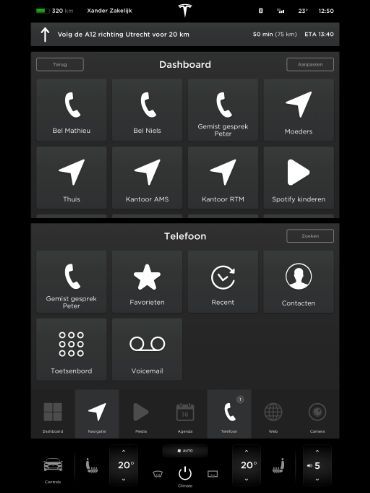 320 km Xander Zakelijk 23° 12:50
Volg de A12 richting Utrecht voor 20 km 50 min (75 km) ETA 13:40
Terug Dashboard Aanpassen
Bel Mathieu Bel Niels Gemist gesprek Peter Moeders
Thuis Kantoor AMS Kantoor RTM Spotify kinderen
Telefoon Zoeken
Gemist gesprek Peter Favorieten Recent Contacten
Toetsenbord Voicemail
1
Dashboard Navigatie Media Agenda Telefoon Web Camera
AUTO
20° 20° 5
Controls Climate